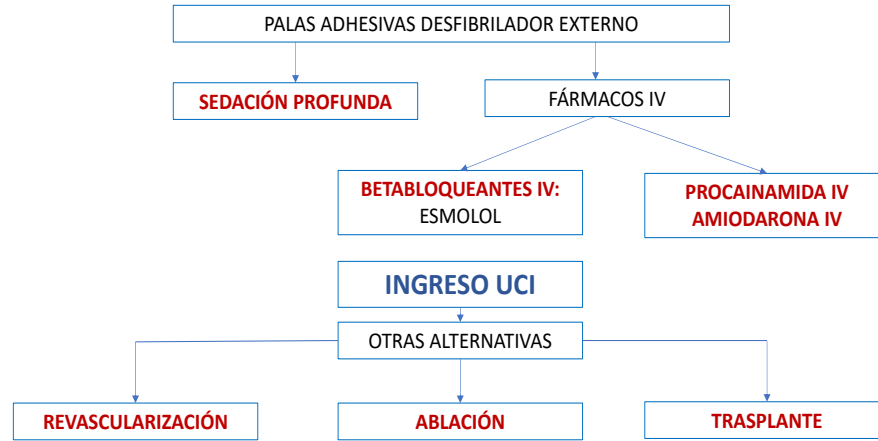 PALAS ADHESIVAS DESFIBRILADOR EXTERNO
SEDACIÓN PROFUNDA
FÁRMACOS IV
BETABLOQUEANTES IV:
ESMOLOL
PROCAINAMIDA IV
AMIODARONA IV
INGRESO UCI
OTRAS ALTERNATIVAS
REVASCULARIZACIÓN
ABLACIÓN
TRASPLANTE